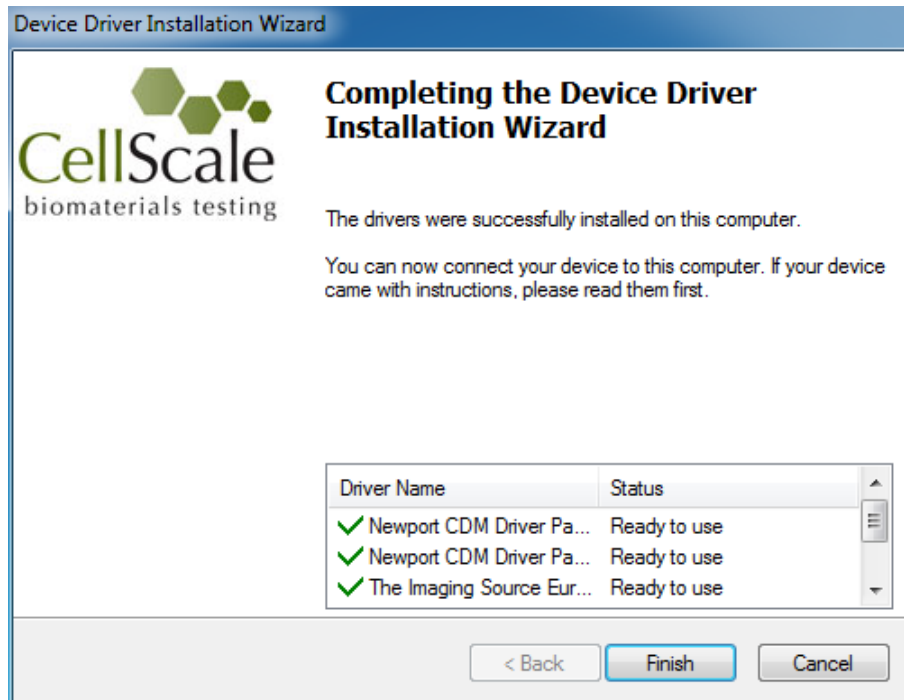 Device Driver Installation Wizard
CellScale
biomaterials testing
Completing the Device Driver
Installation Wizard
The drivers were successfully installed on this computer.
You can now connect your device to this computer. If your device
came with instructions, please read them first.
Driver Name Status
Newport CDM Driver Pa... Ready to use
Newport CDM Driver Pa... Ready to use
The Imaging Source Eur... Ready to use
< Back Finish Cancel